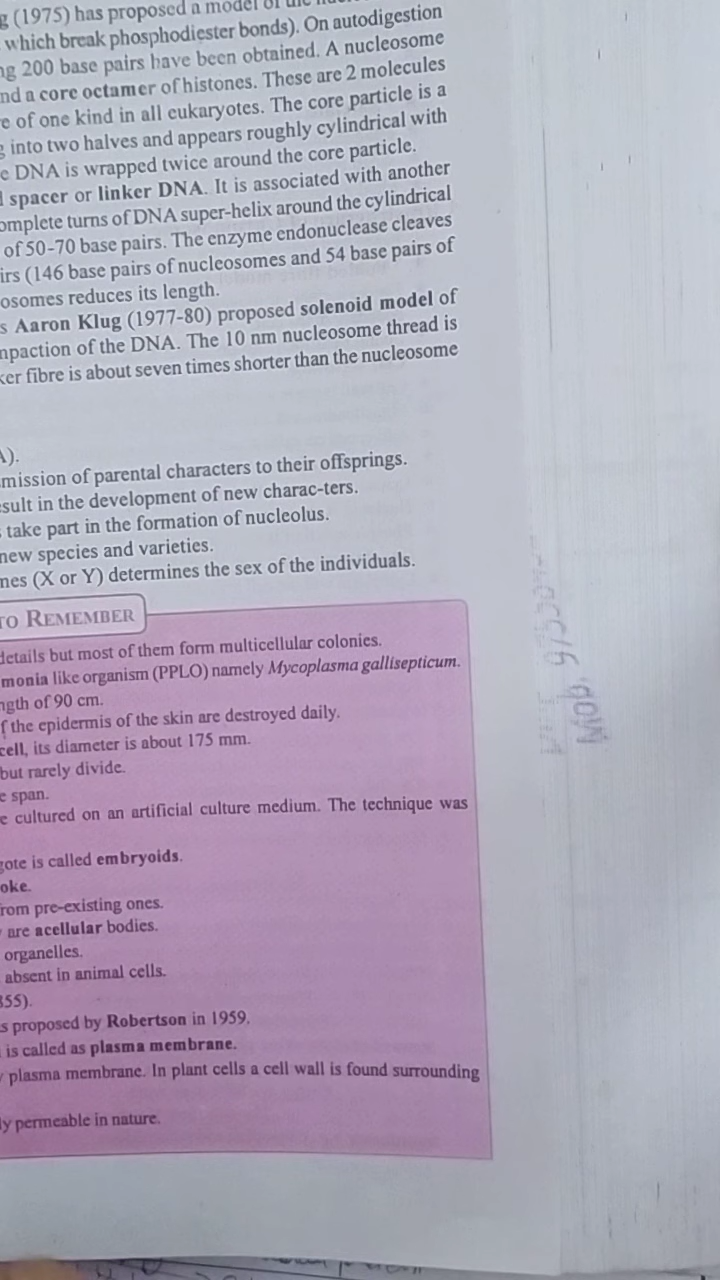 g (1975) has proposed a model of the
which break phosphodiester bonds). On autodigestion
ng 200 base pairs have been obtained. A nucleosome
nd a core octamer of histones. These are 2 molecules
e of one kind in all eukaryotes. The core particle is a
g into two halves and appears roughly cylindrical with
e DNA is wrapped twice around the core particle.
d spacer or linker DNA. It is associated with another
omplete turns of DNA super-helix around the cylindrical
of 50-70 base pairs. The enzyme endonuclease cleaves
irs (146 base pairs of nucleosomes and 54 base pairs of
osomes reduces its length.
s Aaron Klug (1977-80) proposed solenoid model of
mpaction of the DNA. The 10 nm nucleosome thread is
ker fibre is about seven times shorter than the nucleosome
A).
mission of parental characters to their offsprings.
esult in the development of new charac-ters.
s take part in the formation of nucleolus.
new species and varieties.
mes (X or Y) determines the sex of the individuals.
TO REMEMBER
details but most of them form multicellular colonies.
monia like organism (PPLO) namely Mycoplasma gallisepticum.
ngth of 90 cm.
f the epidermis of the skin are destroyed daily.
cell, its diameter is about 175 mm.
but rarely divide.
e span.
e cultured on an artificial culture medium. The technique was
gote is called embryoids.
oke.
rom pre-existing ones.
y are acellular bodies.
organelles.
absent in animal cells.
855).
s proposed by Robertson in 1959.
is called as plasma membrane.
y plasma membrane. In plant cells a cell wall is found surrounding
ly permeable in nature.